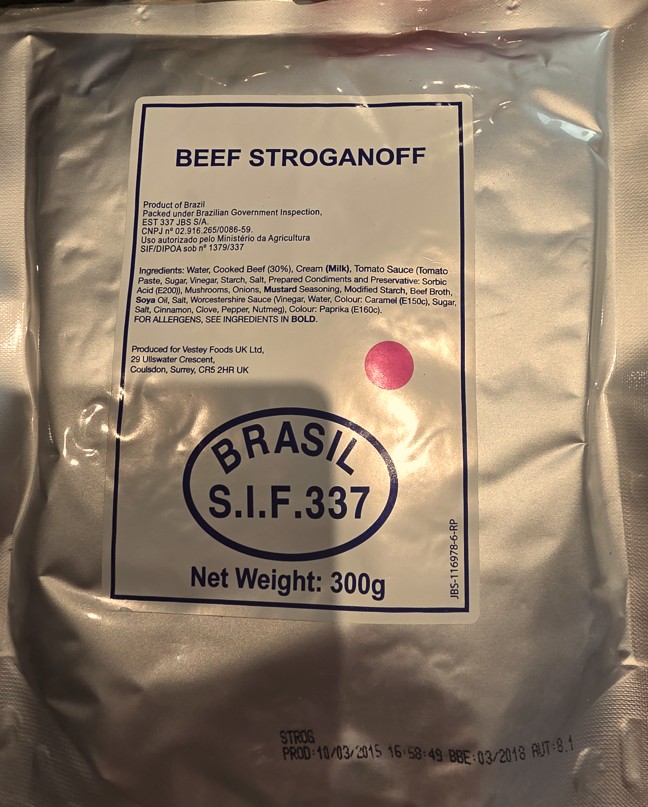 BEEF STROGANOFF
Product of Brazil
Packed under Brazilian Government Inspection,
EST 337 JBS S/A.
CNPJ nº 02.916.265/0086-59.
Uso autorizado pelo Ministério da Agricultura
SIF/DIPOA sob nº 1379/337
Ingredients: Water, Cooked Beef (30%), Cream (Milk), Tomato Sauce (Tomato
Paste, Sugar, Vinegar, Starch, Salt, Prepared Condiments and Preservative: Sorbic
Acid (E200)), Mushrooms, Onions, Mustard Seasoning, Modified Starch, Beef Broth,
Soya Oil, Salt, Worcestershire Sauce (Vinegar, Water, Colour: Caramel (E150c), Sugar,
Salt, Cinnamon, Clove, Pepper, Nutmeg), Colour: Paprika (E160c).
FOR ALLERGENS, SEE INGREDIENTS IN BOLD.
Produced for Vestey Foods UK Ltd,
29 Ullswater Crescent,
Coulsdon, Surrey, CR5 2HR UK
BRASIL
S.I.F.337
Net Weight: 300g
JBS-116978-6-RP
STROG
PROD:10/03/2015 16:58:49 BBE:03/2018 AUT:8.1